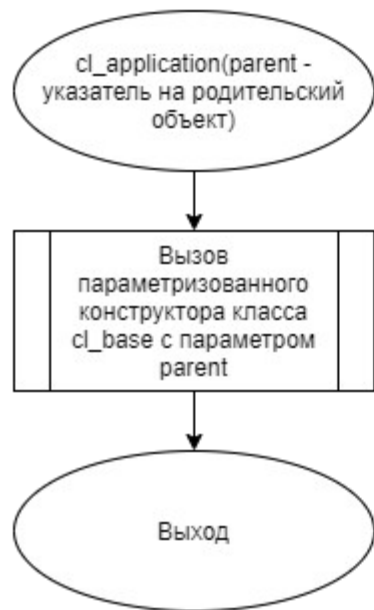 cl_application(parent -
указатель на родительский
объект)
Вызов
параметризованного
конструктора класса
cl_base с параметром
parent
Выход